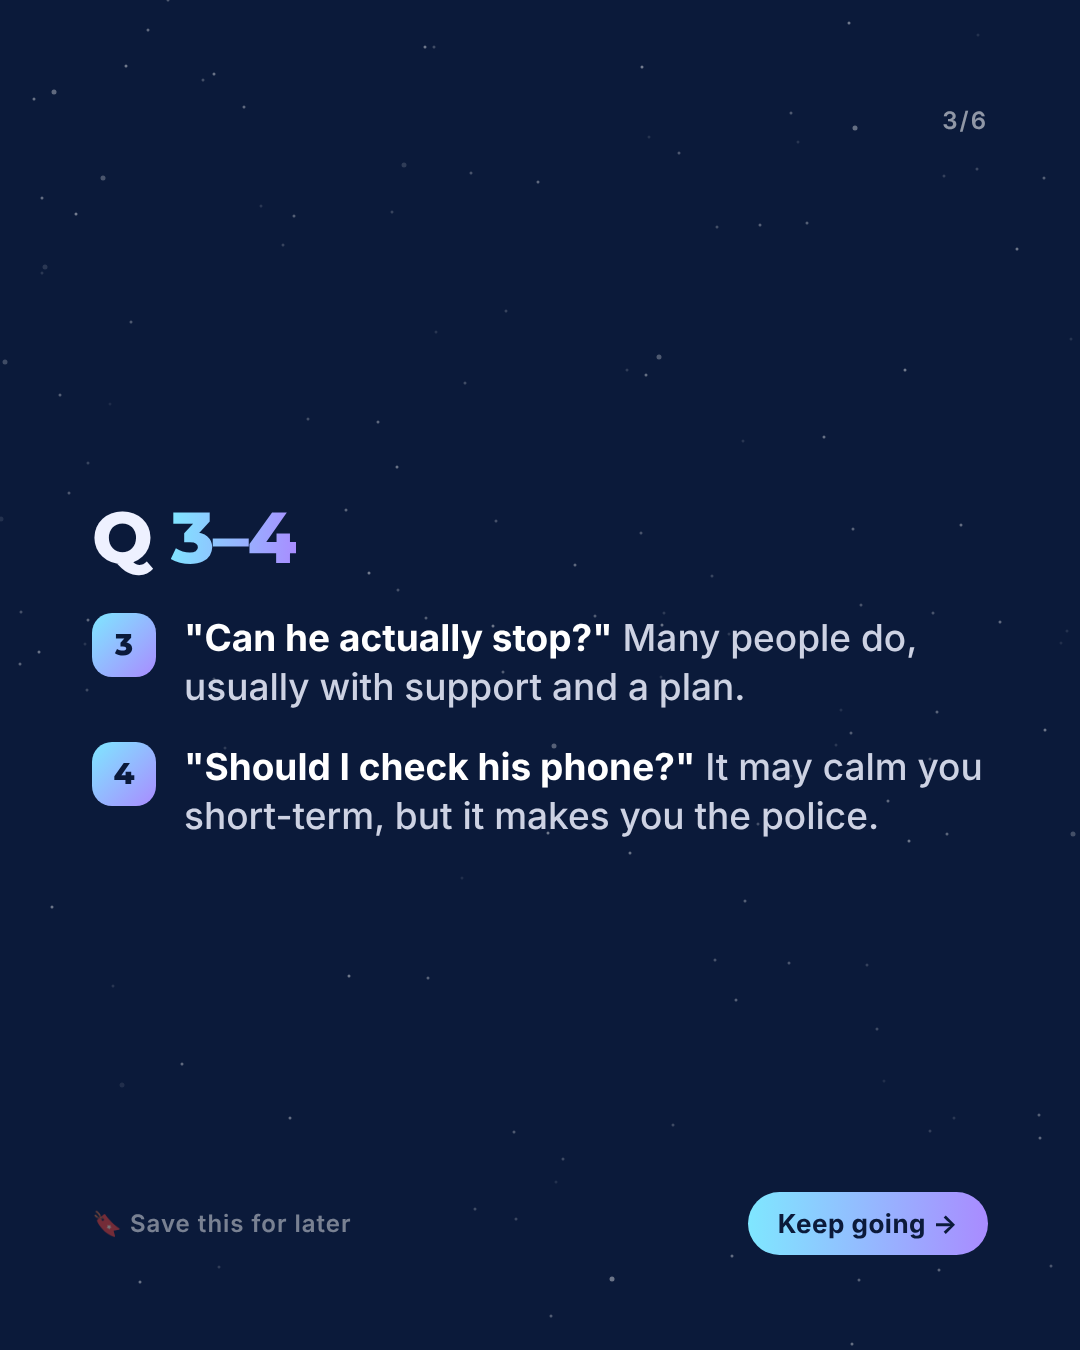 3/6
Q 3–4
3
"Can he actually stop?" Many people do,
usually with support and a plan.
4
"Should I check his phone?" It may calm you
short-term, but it makes you the police.
🔖 Save this for later
Keep going →